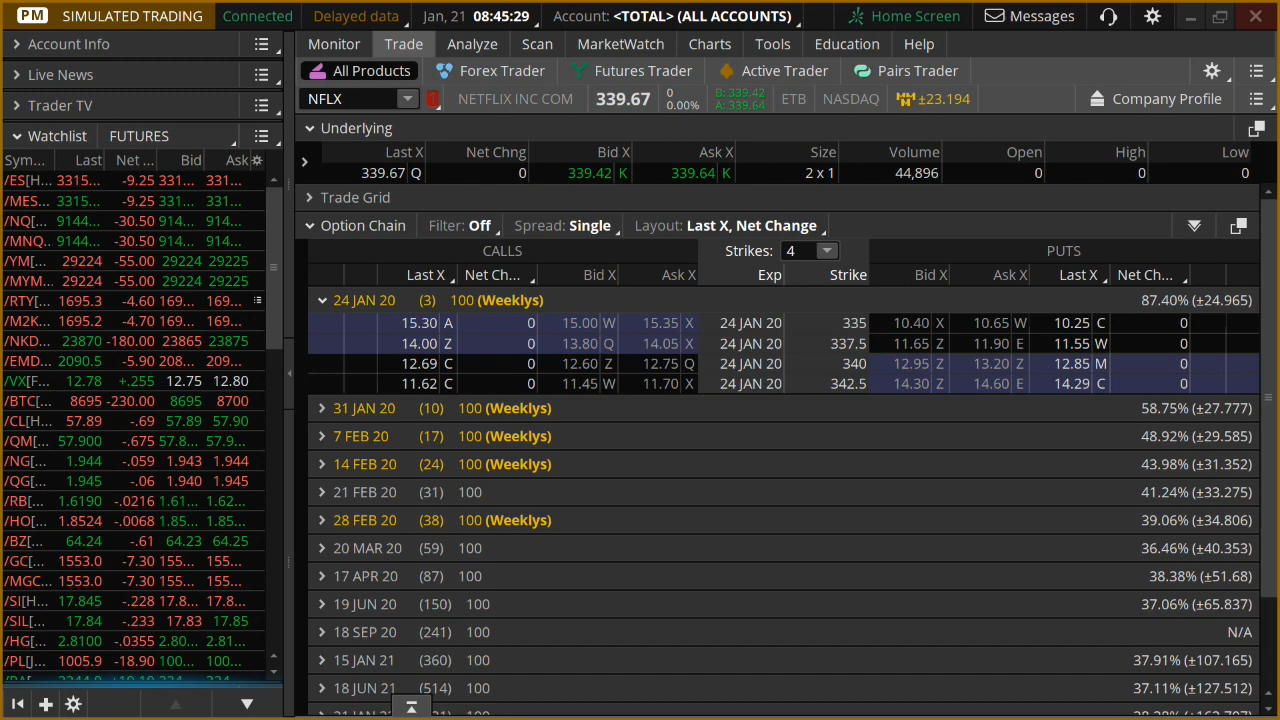 PM SIMULATED TRADING Connected Delayed data Jan, 21 08:45:29 Account: <TOTAL> (ALL ACCOUNTS) Home Screen Messages
Account Info
Live News
Trader TV
Watchlist FUTURES
Sym... Last Net ... Bid Ask
/ES[H... 3315... -9.25 331... 331...
/MES... 3315... -9.25 331... 331...
/NQ[... 9144... -30.50 914... 914...
/MNQ... 9144... -30.50 914... 914...
/YM[... 29224 -55.00 29224 29225
/MYM... 29224 -55.00 29224 29225
/RTY[... 1695.3 -4.60 169... 169...
/M2K... 1695.2 -4.70 169... 169...
/NKD... 23870 -180.00 23865 23875
/EMD... 2090.5 -5.90 208... 209...
/VX[F... 12.78 +.255 12.75 12.80
/BTC[... 8695 -230.00 8695 8700
/CL[H... 57.89 -.69 57.89 57.90
/QM[... 57.900 -.675 57.8... 57.9...
/NG[... 1.944 -.059 1.943 1.944
/QG[... 1.945 -.06 1.940 1.945
/RB[... 1.6190 -.0216 1.61... 1.62...
/HO[... 1.8524 -.0068 1.85... 1.85...
/BZ[... 64.24 -.61 64.23 64.25
/GC[... 1553.0 -7.30 155... 155...
/MGC... 1553.0 -7.30 155... 155...
/SI[H... 17.845 -.228 17.8... 17.8...
/SIL[... 17.84 -.233 17.83 17.85
/HG[... 2.8100 -.0355 2.80... 2.81...
/PL[J... 1005.9 -18.90 100... 100...
Monitor Trade Analyze Scan MarketWatch Charts Tools Education Help
All Products Forex Trader Futures Trader Active Trader Pairs Trader
NFLX 1 NETFLIX INC COM 339.67 0 0.00% B: 339.42 A: 339.64 ETB NASDAQ ±23.194 Company Profile
Underlying
Last X Net Chng Bid X Ask X Size Volume Open High Low
339.67 Q 0 339.42 K 339.64 K 2 x 1 44,896 0 0 0
Trade Grid
Option Chain Filter: Off Spread: Single Layout: Last X, Net Change
CALLS Strikes: 4 PUTS
Last X Net Ch... Bid X Ask X Exp Strike Bid X Ask X Last X Net Ch...
24 JAN 20 (3) 100 (Weeklys) 87.40% (±24.965)
15.30 A 0 15.00 W 15.35 X 24 JAN 20 335 10.40 X 10.65 W 10.25 C 0
14.00 Z 0 13.80 Q 14.05 X 24 JAN 20 337.5 11.65 Z 11.90 E 11.55 W 0
12.69 C 0 12.60 Z 12.75 Q 24 JAN 20 340 12.95 Z 13.20 Z 12.85 M 0
11.62 C 0 11.45 W 11.70 X 24 JAN 20 342.5 14.30 Z 14.60 E 14.29 C 0
31 JAN 20 (10) 100 (Weeklys) 58.75% (±27.777)
7 FEB 20 (17) 100 (Weeklys) 48.92% (±29.585)
14 FEB 20 (24) 100 (Weeklys) 43.98% (±31.352)
21 FEB 20 (31) 100 41.24% (±33.275)
28 FEB 20 (38) 100 (Weeklys) 39.06% (±34.806)
20 MAR 20 (59) 100 36.46% (±40.353)
17 APR 20 (87) 100 38.38% (±51.68)
19 JUN 20 (150) 100 37.06% (±65.837)
18 SEP 20 (241) 100 N/A
15 JAN 21 (360) 100 37.91% (±107.165)
18 JUN 21 (514) 100 37.11% (±127.512)